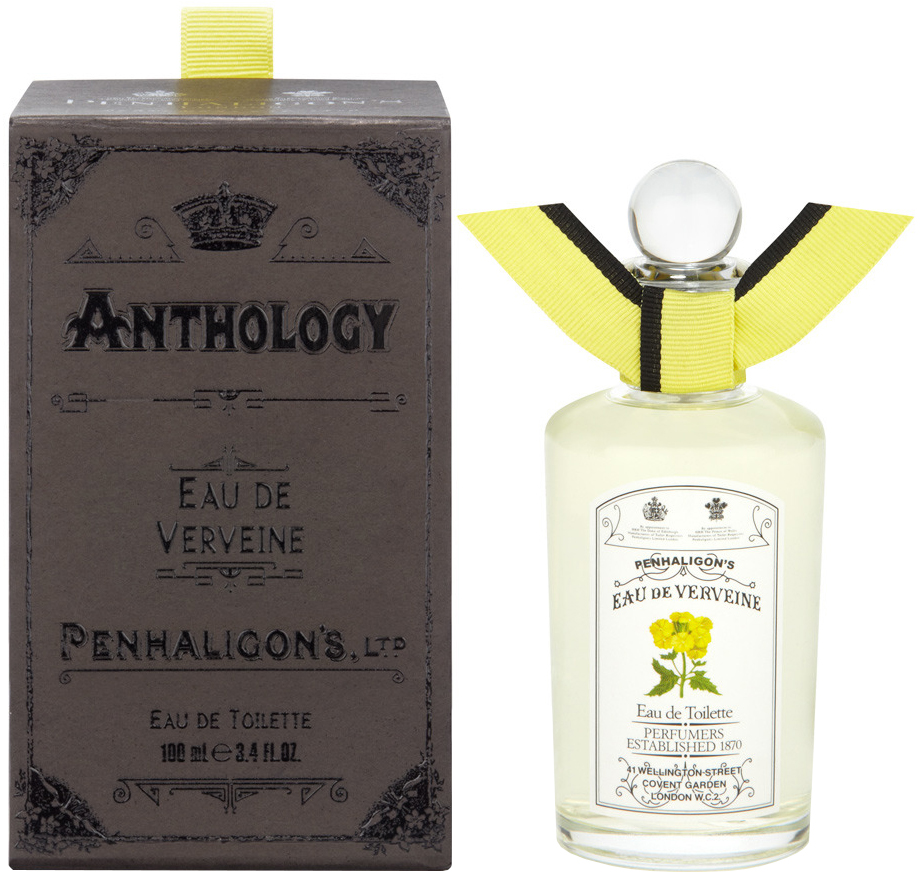 PENHALIGON'S
ANTHOLOGY
EAU DE
VERVEINE
PENHALIGON'S, LTD
EAU DE TOILETTE
100 ml e 3.4 FL.OZ.
PENHALIGON'S
EAU DE VERVEINE
Eau de Toilette
PERFUMERS
ESTABLISHED 1870
41 WELLINGTON STREET
COVENT GARDEN
LONDON W.C.2